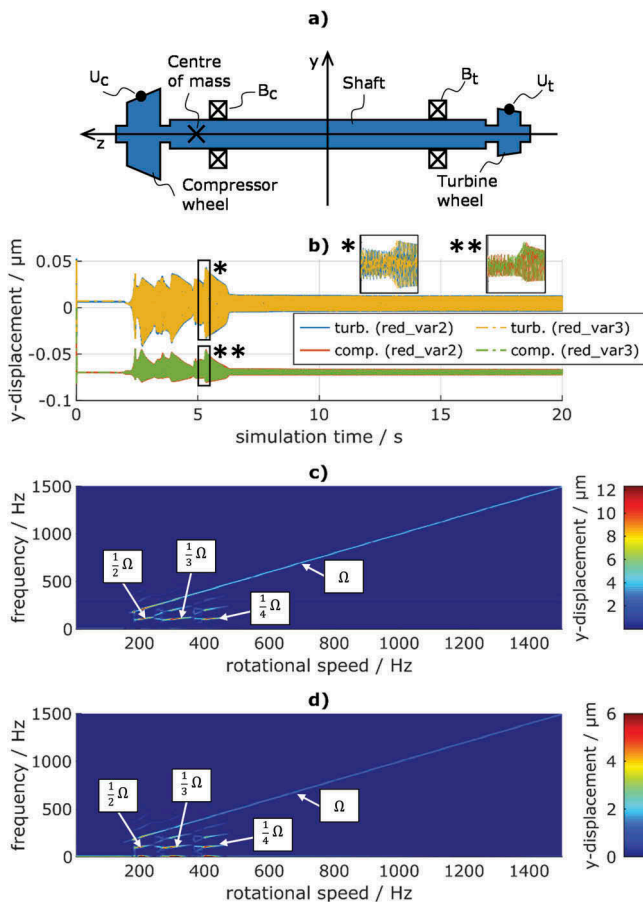 a)
U_c
Centre of mass
B_c
y
Shaft
B_t
U_t
z
Compressor wheel
Turbine wheel
b)
* **
y-displacement / μm
0.05
0
-0.05
-0.1
*
**
turb. (red_var2) turb. (red_var3)
comp. (red_var2) comp. (red_var3)
0 5 10 15 20
simulation time / s
c)
frequency / Hz
1500
1000
500
0
1/2 Ω
1/3 Ω
1/4 Ω
Ω
200 400 600 800 1000 1200 1400
rotational speed / Hz
12
10
8
6
4
2
y-displacement / μm
d)
frequency / Hz
1500
1000
500
0
1/2 Ω
1/3 Ω
1/4 Ω
Ω
200 400 600 800 1000 1200 1400
rotational speed / Hz
6
4
2
0
y-displacement / μm